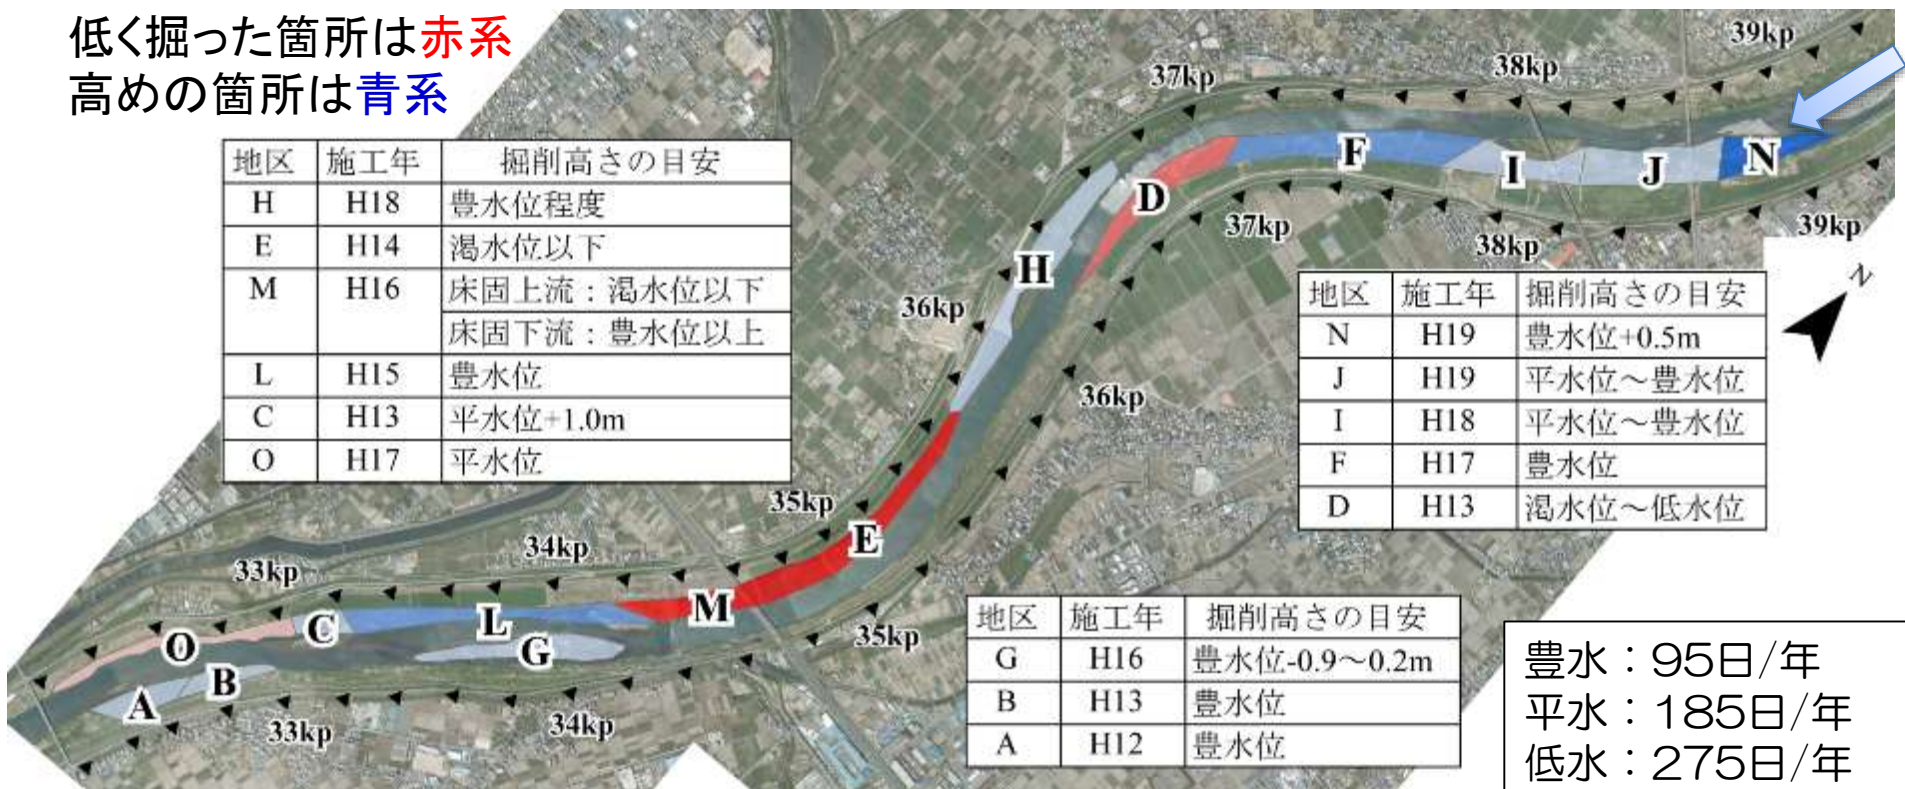 低く掘った箇所は赤系
高めの箇所は青系
地区 施工年 掘削高さの目安
H H18 豊水位程度
E H14 渇水位以下
M H16 床固上流：渇水位以下
床固下流：豊水位以上
L H15 豊水位
C H13 平水位+1.0m
O H17 平水位
39kp
38kp
37kp
F
I
J
N
D
37kp
38kp
39kp
H
36kp
36kp
N
地区 施工年 掘削高さの目安
N H19 豊水位+0.5m
J H19 平水位～豊水位
I H18 平水位～豊水位
F H17 豊水位
D H13 渇水位～低水位
35kp
E
34kp
33kp
M
L
C
O
G
B
A
35kp
34kp
33kp
地区 施工年 掘削高さの目安
G H16 豊水位-0.9～0.2m
B H13 豊水位
A H12 豊水位
豊水：95日/年
平水：185日/年
低水：275日/年